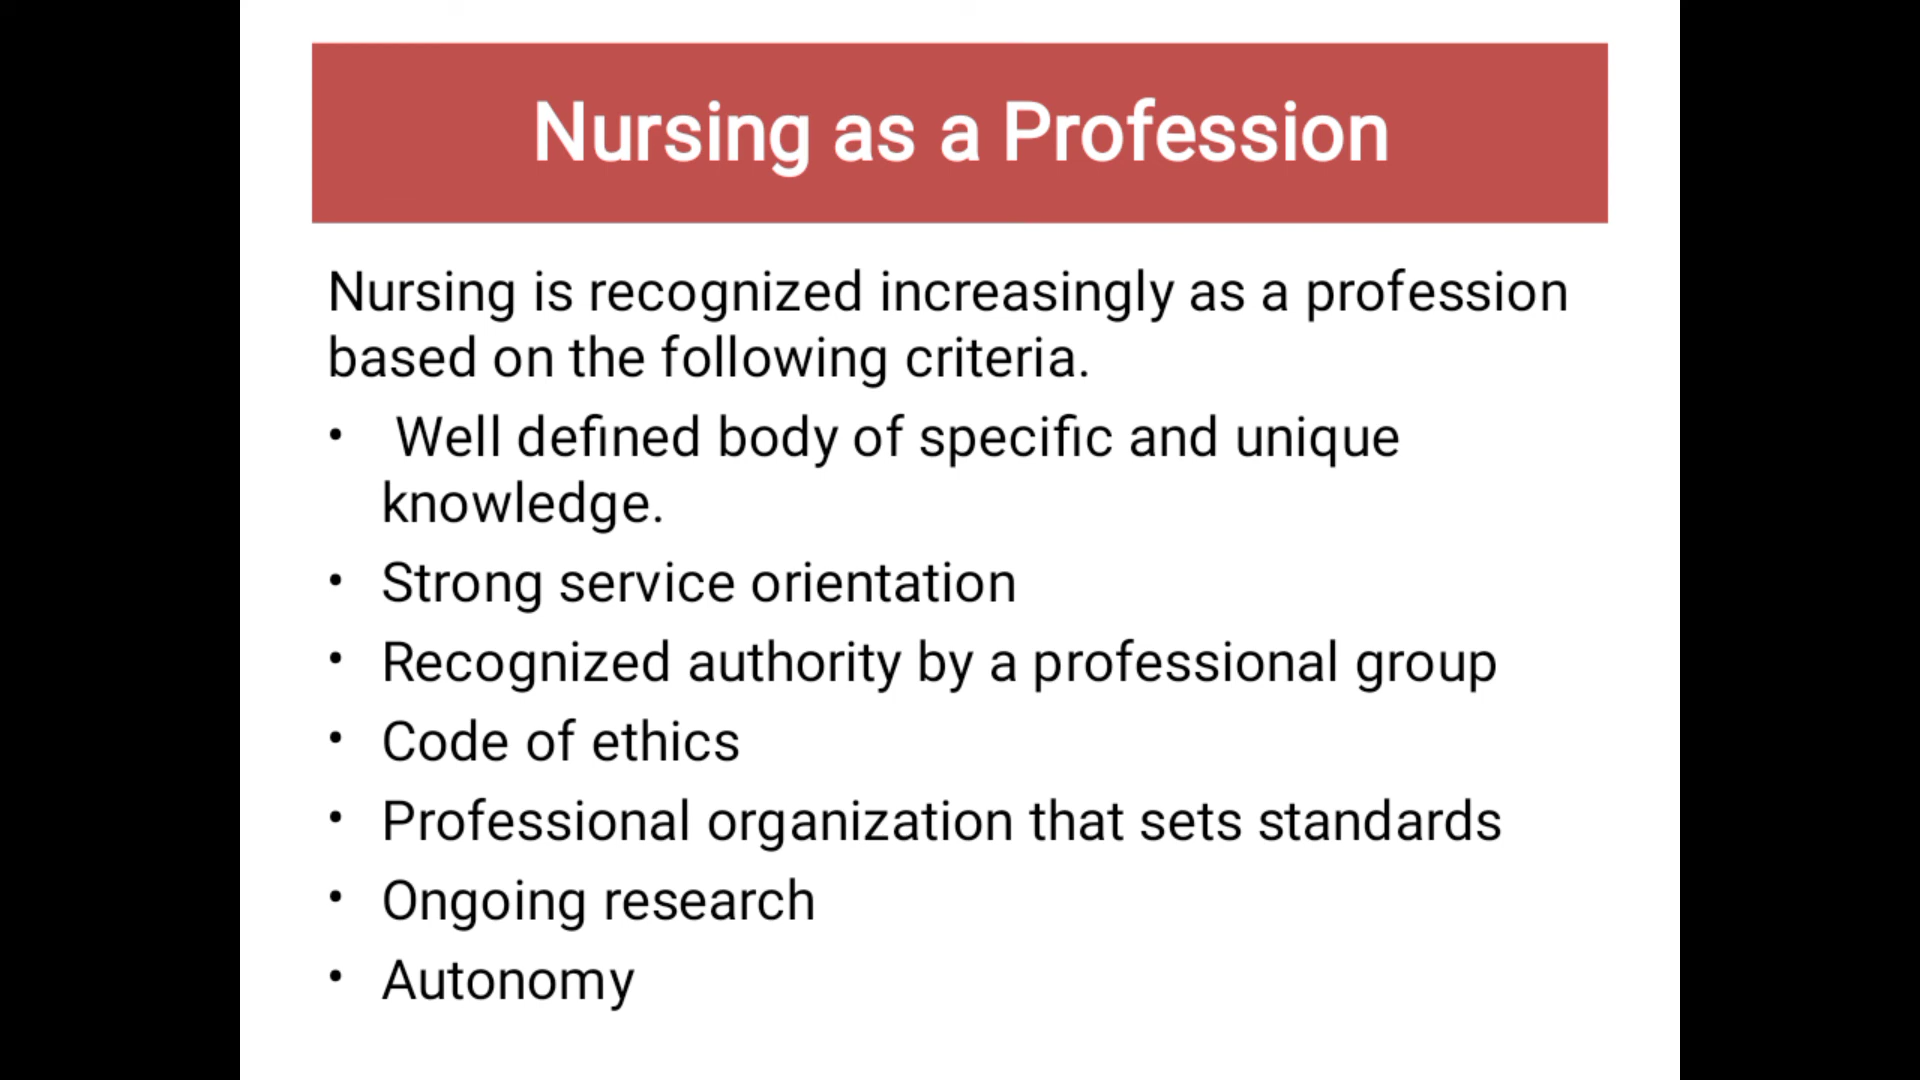 Nursing as a Profession
Nursing is recognized increasingly as a profession
based on the following criteria.
• Well defined body of specific and unique
knowledge.
• Strong service orientation
• Recognized authority by a professional group
• Code of ethics
• Professional organization that sets standards
• Ongoing research
• Autonomy